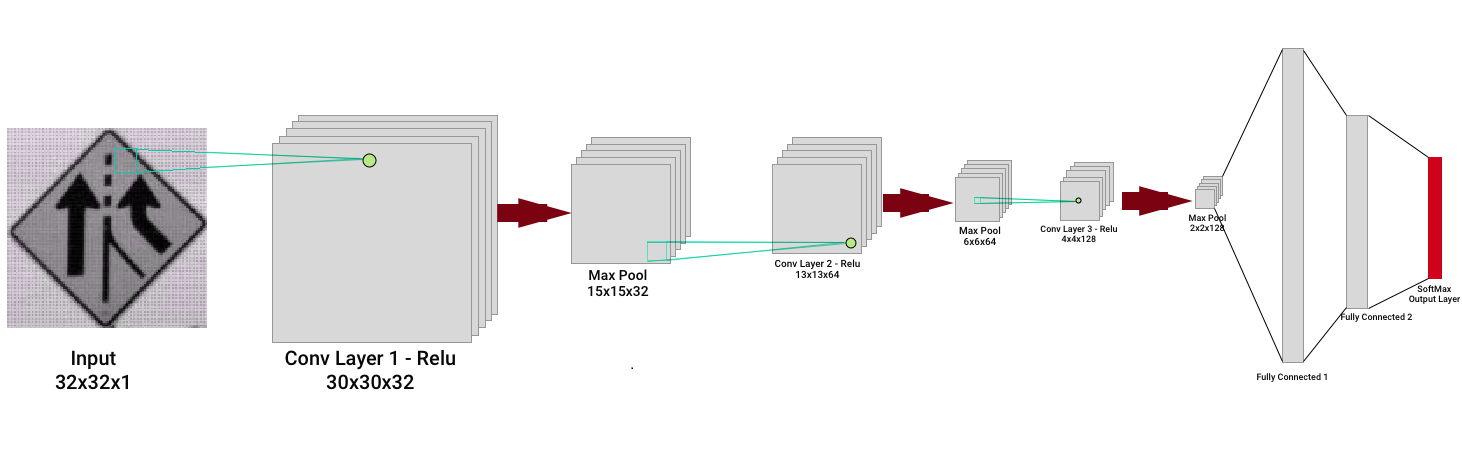 Input
32x32x1
Conv Layer 1 - Relu
30x30x32
Max Pool
15x15x32
Conv Layer 2 - Relu
13x13x64
Max Pool
6x6x64
Conv Layer 3 - Relu
4x4x128
Max Pool
2x2x128
Fully Connected 1
Fully Connected 2
SoftMax
Output Layer